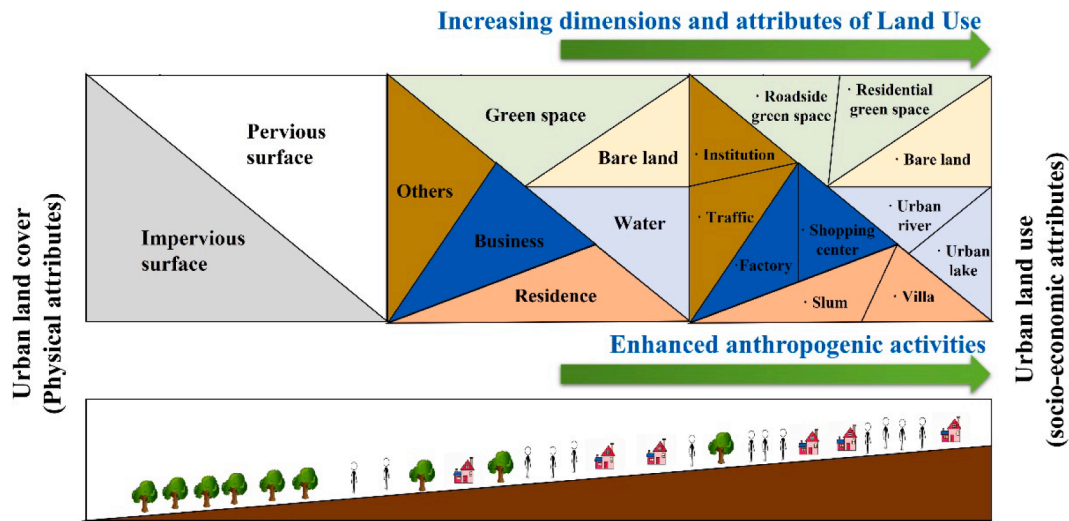 Increasing dimensions and attributes of Land Use
Urban land cover
(Physical attributes)
Pervious
surface
Impervious
surface
Green space
Bare land
Others
Water
Business
Residence
· Roadside
green space
· Residential
green space
· Institution
· Bare land
· Traffic
· Urban
river
· Shopping
center
· Urban
lake
·Factory
· Slum
· Villa
Urban land use
(socio-economic attributes)
Enhanced anthropogenic activities